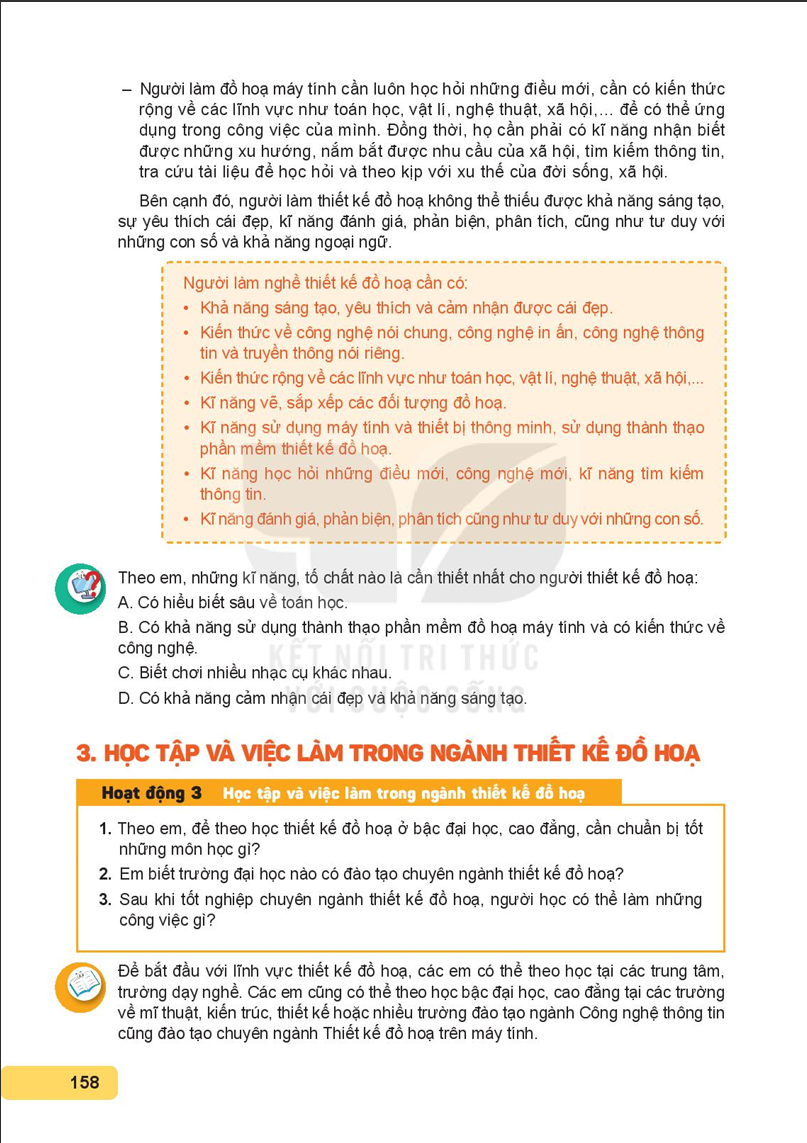 – Người làm đồ hoạ máy tính cần luôn học hỏi những điều mới, cần có kiến thức
rộng về các lĩnh vực như toán học, vật lí, nghệ thuật, xã hội,... để có thể ứng
dụng trong công việc của mình. Đồng thời, họ cần phải có kĩ năng nhận biết
được những xu hướng, nắm bắt được nhu cầu của xã hội, tìm kiếm thông tin,
tra cứu tài liệu để học hỏi và theo kịp với xu thế của đời sống, xã hội.
Bên cạnh đó, người làm thiết kế đồ hoạ không thể thiếu được khả năng sáng tạo,
sự yêu thích cái đẹp, kĩ năng đánh giá, phản biện, phân tích, cũng như tư duy với
những con số và khả năng ngoại ngữ.
Người làm nghề thiết kế đồ hoạ cần có:
• Khả năng sáng tạo, yêu thích và cảm nhận được cái đẹp.
• Kiến thức về công nghệ nói chung, công nghệ in ấn, công nghệ thông
tin và truyền thông nói riêng.
• Kiến thức rộng về các lĩnh vực như toán học, vật lí, nghệ thuật, xã hội,...
• Kĩ năng vẽ, sắp xếp các đối tượng đồ hoạ.
• Kĩ năng sử dụng máy tính và thiết bị thông minh, sử dụng thành thạo
phần mềm thiết kế đồ hoạ.
• Kĩ năng học hỏi những điều mới, công nghệ mới, kĩ năng tìm kiếm
thông tin.
• Kĩ năng đánh giá, phản biện, phân tích cũng như tư duy với những con số.
Theo em, những kĩ năng, tố chất nào là cần thiết nhất cho người thiết kế đồ hoạ:
A. Có hiểu biết sâu về toán học.
B. Có khả năng sử dụng thành thạo phần mềm đồ hoạ máy tính và có kiến thức về
công nghệ.
KẾT NỐI TRI THỨC
C. Biết chơi nhiều nhạc cụ khác nhau.
VỚI CUỘC SỐNG
D. Có khả năng cảm nhận cái đẹp và khả năng sáng tạo.
3. HỌC TẬP VÀ VIỆC LÀM TRONG NGÀNH THIẾT KẾ ĐỒ HOẠ
Hoạt động 3 Học tập và việc làm trong ngành thiết kế đồ hoạ
1. Theo em, để theo học thiết kế đồ hoạ ở bậc đại học, cao đẳng, cần chuẩn bị tốt
những môn học gì?
2. Em biết trường đại học nào có đào tạo chuyên ngành thiết kế đồ hoạ?
3. Sau khi tốt nghiệp chuyên ngành thiết kế đồ hoạ, người học có thể làm những
công việc gì?
Để bắt đầu với lĩnh vực thiết kế đồ hoạ, các em có thể theo học tại các trung tâm,
trường dạy nghề. Các em cũng có thể theo học bậc đại học, cao đẳng tại các trường
về mĩ thuật, kiến trúc, thiết kế hoặc nhiều trường đào tạo ngành Công nghệ thông tin
cũng đào tạo chuyên ngành Thiết kế đồ hoạ trên máy tính.
158